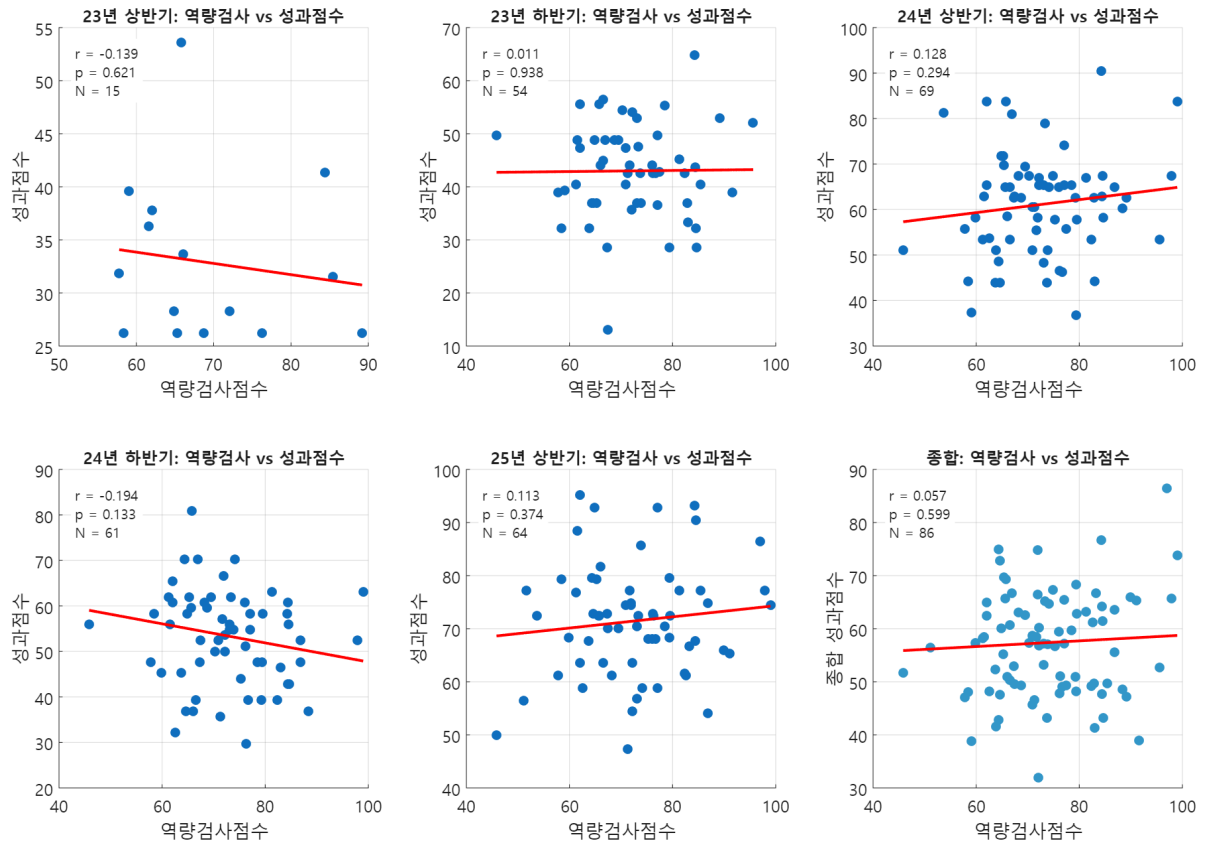 23년 상반기: 역량검사 vs 성과점수
r = -0.139
p = 0.621
N = 15
55
50
45
40
35
30
25
성과점수
50
60
70
80
90
역량검사점수
23년 하반기: 역량검사 vs 성과점수
r = 0.011
p = 0.938
N = 54
70
60
50
40
30
20
10
성과점수
60
80
100
역량검사점수
24년 상반기: 역량검사 vs 성과점수
r = 0.128
p = 0.294
N = 69
100
90
80
70
60
50
40
30
성과점수
40
60
80
100
역량검사점수
24년 하반기: 역량검사 vs 성과점수
r = -0.194
p = 0.133
N = 61
90
80
70
60
50
40
30
20
성과점수
40
60
80
100
역량검사점수
25년 상반기: 역량검사 vs 성과점수
r = 0.113
p = 0.374
N = 64
100
90
80
70
60
50
40
성과점수
40
60
80
100
역량검사점수
종합: 역량검사 vs 성과점수
r = 0.057
p = 0.599
N = 86
90
80
70
60
50
40
30
종합 성과점수
40
60
80
100
역량검사점수